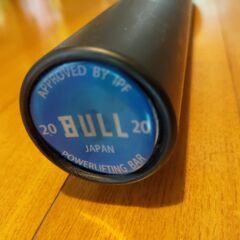 APPROVED BY IPF
20 BULL 20
JAPAN
POWERLIFTING BAR